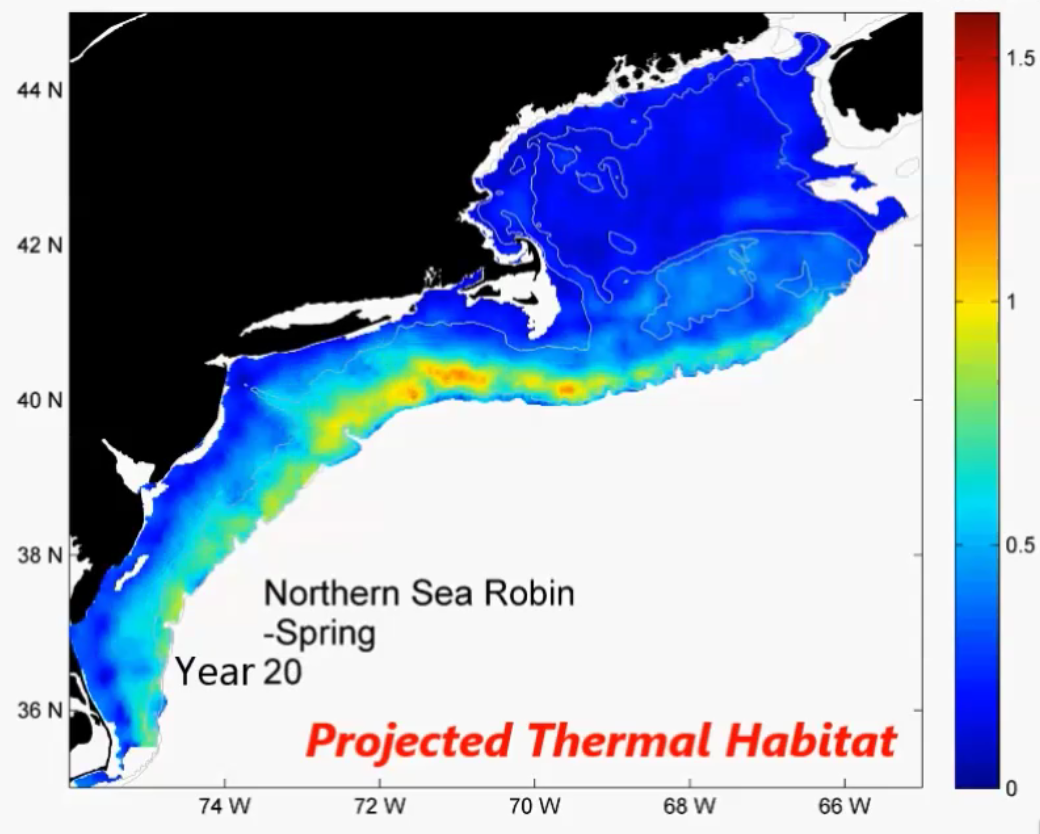 44 N
42 N
40 N
38 N
36 N
74 W
72 W
70 W
68 W
66 W
1.5
1
0.5
0
Northern Sea Robin
-Spring
Year 20
Projected Thermal Habitat